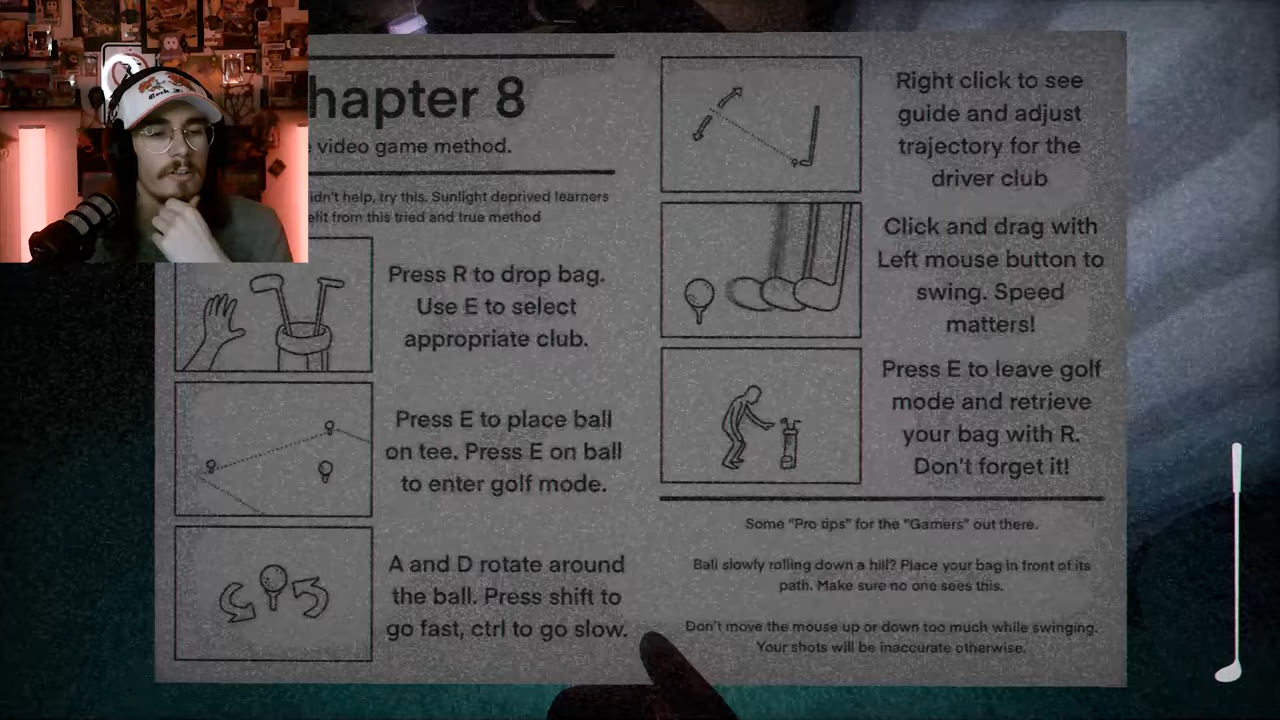 hapter 8
video game method.
idn't help, try this. Sunlight deprived learners
efit from this tried and true method
Press R to drop bag.
Use E to select
appropriate club.
Press E to place ball
on tee. Press E on ball
to enter golf mode.
A and D rotate around
the ball. Press shift to
go fast, ctrl to go slow.
Right click to see
guide and adjust
trajectory for the
driver club
Click and drag with
Left mouse button to
swing. Speed
matters!
Press E to leave golf
mode and retrieve
your bag with R.
Don't forget it!
Some "Pro tips" for the "Gamers" out there.
Ball slowly rolling down a hill? Place your bag in front of its
path. Make sure no one sees this.
Don't move the mouse up or down too much while swinging.
Your shots will be inaccurate otherwise.